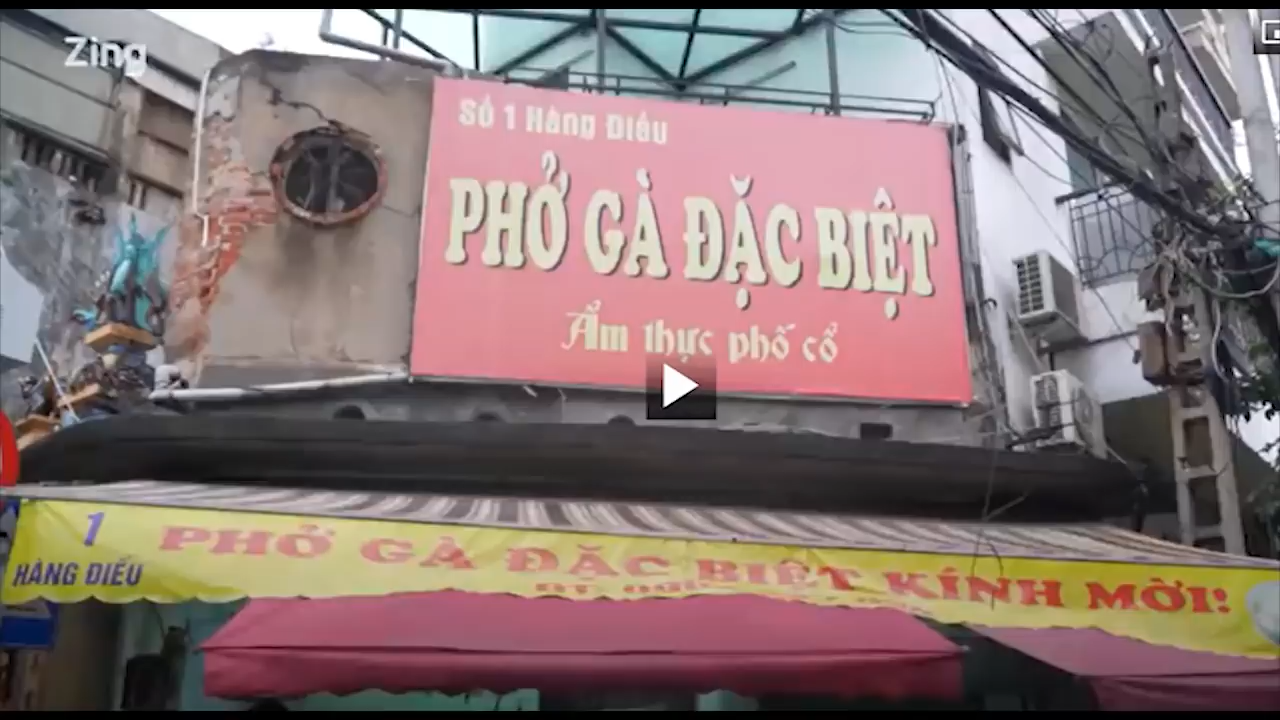 Zing
Số 1 Hàng Điếu
PHỞ GÀ ĐẶC BIỆT
Ẩm thực phố cổ
1
HÀNG ĐIẾU
PHỞ GÀ ĐẶC BIỆT KÍNH MỜI!